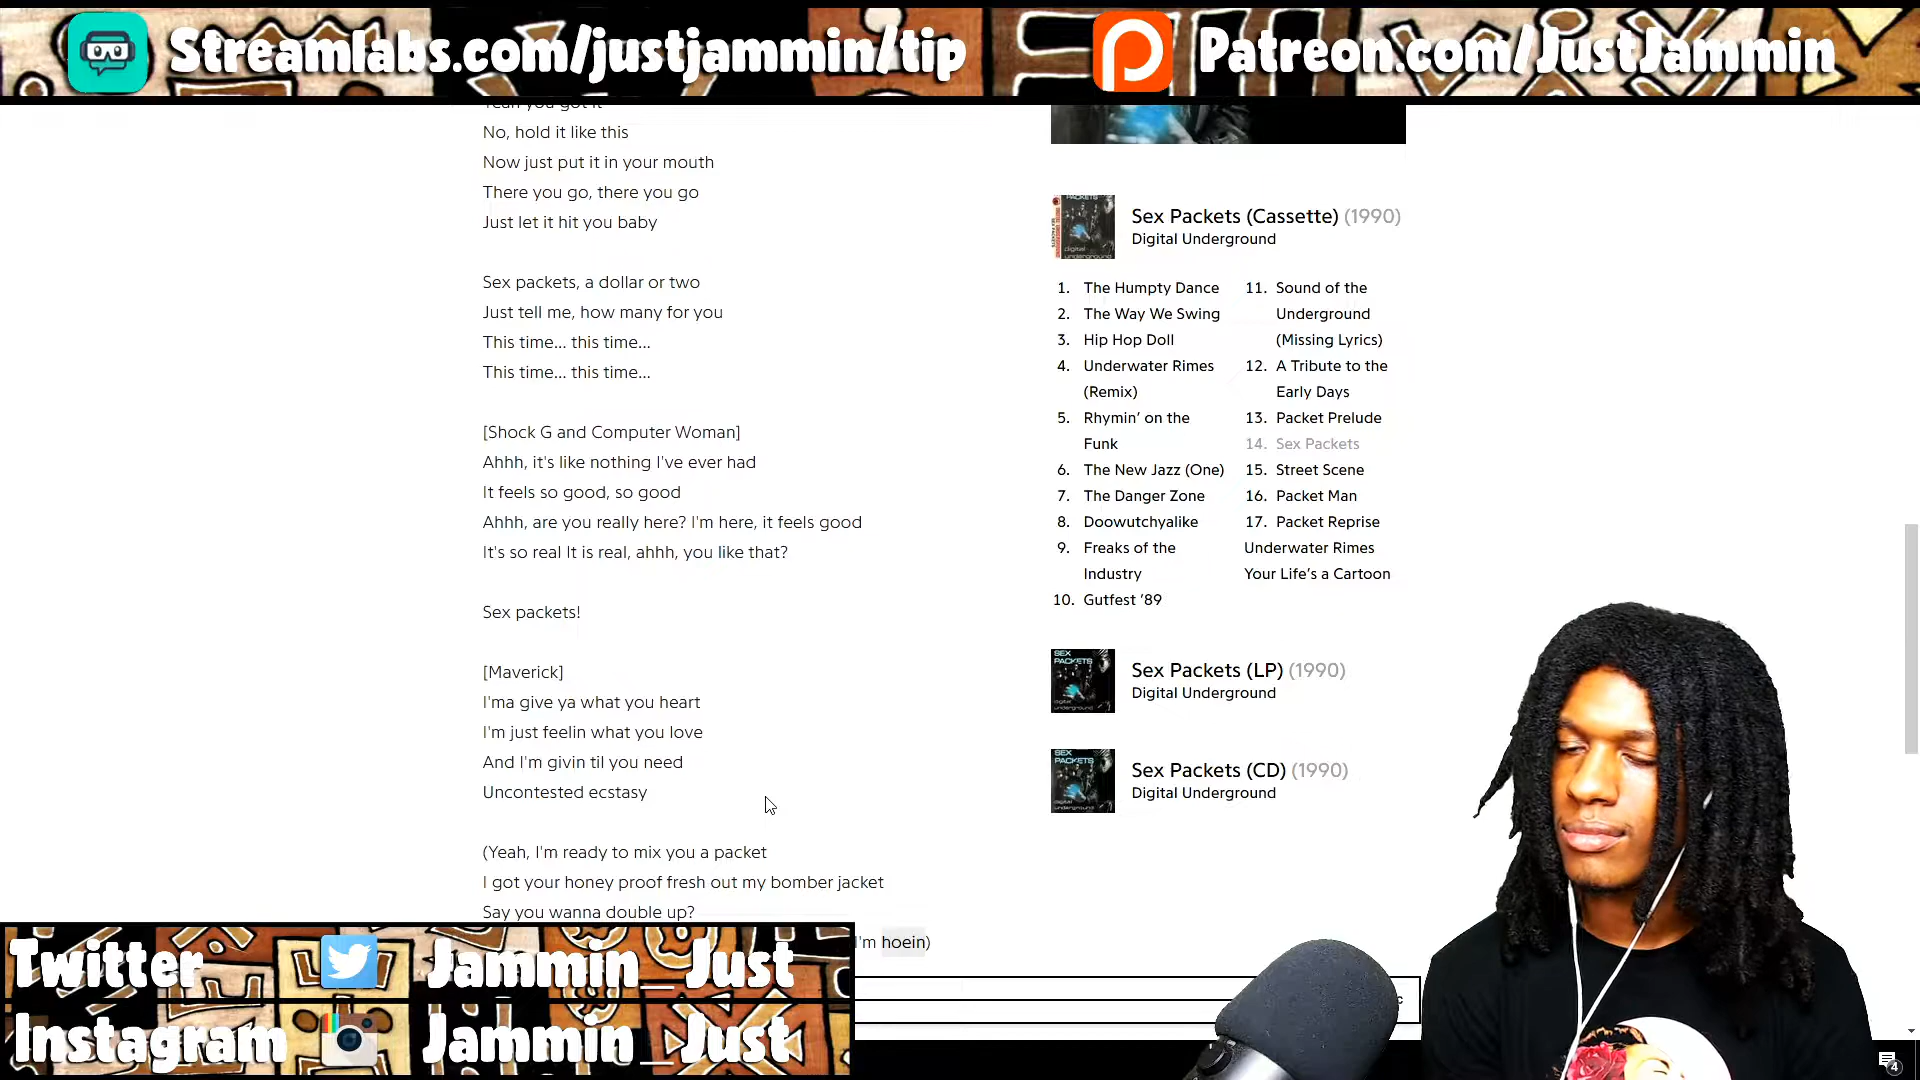 Streamlabs.com/justjammin/tip
Patreon.com/JustJammin
Yeah you got it
No, hold it like this
Now just put it in your mouth
There you go, there you go
Just let it hit you baby
Sex packets, a dollar or two
Just tell me, how many for you
This time... this time...
This time... this time...
[Shock G and Computer Woman]
Ahhh, it's like nothing I've ever had
It feels so good, so good
Ahhh, are you really here? I'm here, it feels good
It's so real It is real, ahhh, you like that?
Sex packets!
[Maverick]
I'ma give ya what you heart
I'm just feelin what you love
And I'm givin til you need
Uncontested ecstasy
(Yeah, I'm ready to mix you a packet
I got your honey proof fresh out my bomber jacket
Say you wanna double up?
I'm hoein)
Sex Packets (Cassette) (1990)
Digital Underground
1. The Humpty Dance
2. The Way We Swing
3. Hip Hop Doll
4. Underwater Rimes
(Remix)
5. Rhymin’ on the
Funk
6. The New Jazz (One)
7. The Danger Zone
8. Doowutchyalike
9. Freaks of the
Industry
10. Gutfest ’89
11. Sound of the
Underground
(Missing Lyrics)
12. A Tribute to the
Early Days
13. Packet Prelude
14. Sex Packets
15. Street Scene
16. Packet Man
17. Packet Reprise
Underwater Rimes
Your Life’s a Cartoon
SEX
PACKETS
Sex Packets (LP) (1990)
Digital Underground
SEX
PACKETS
Sex Packets (CD) (1990)
Digital Underground
Twitter Jammin_Just
Instagram Jammin_Just
4